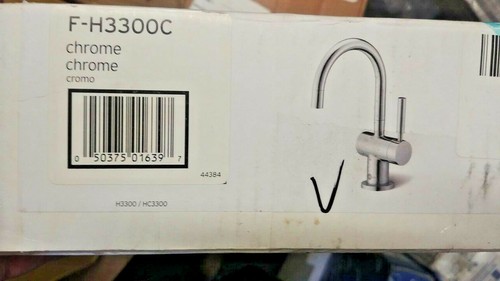 F-H3300C
chrome
chrome
cromo
0 50375 01639 7
44384
H3300 / HC3300